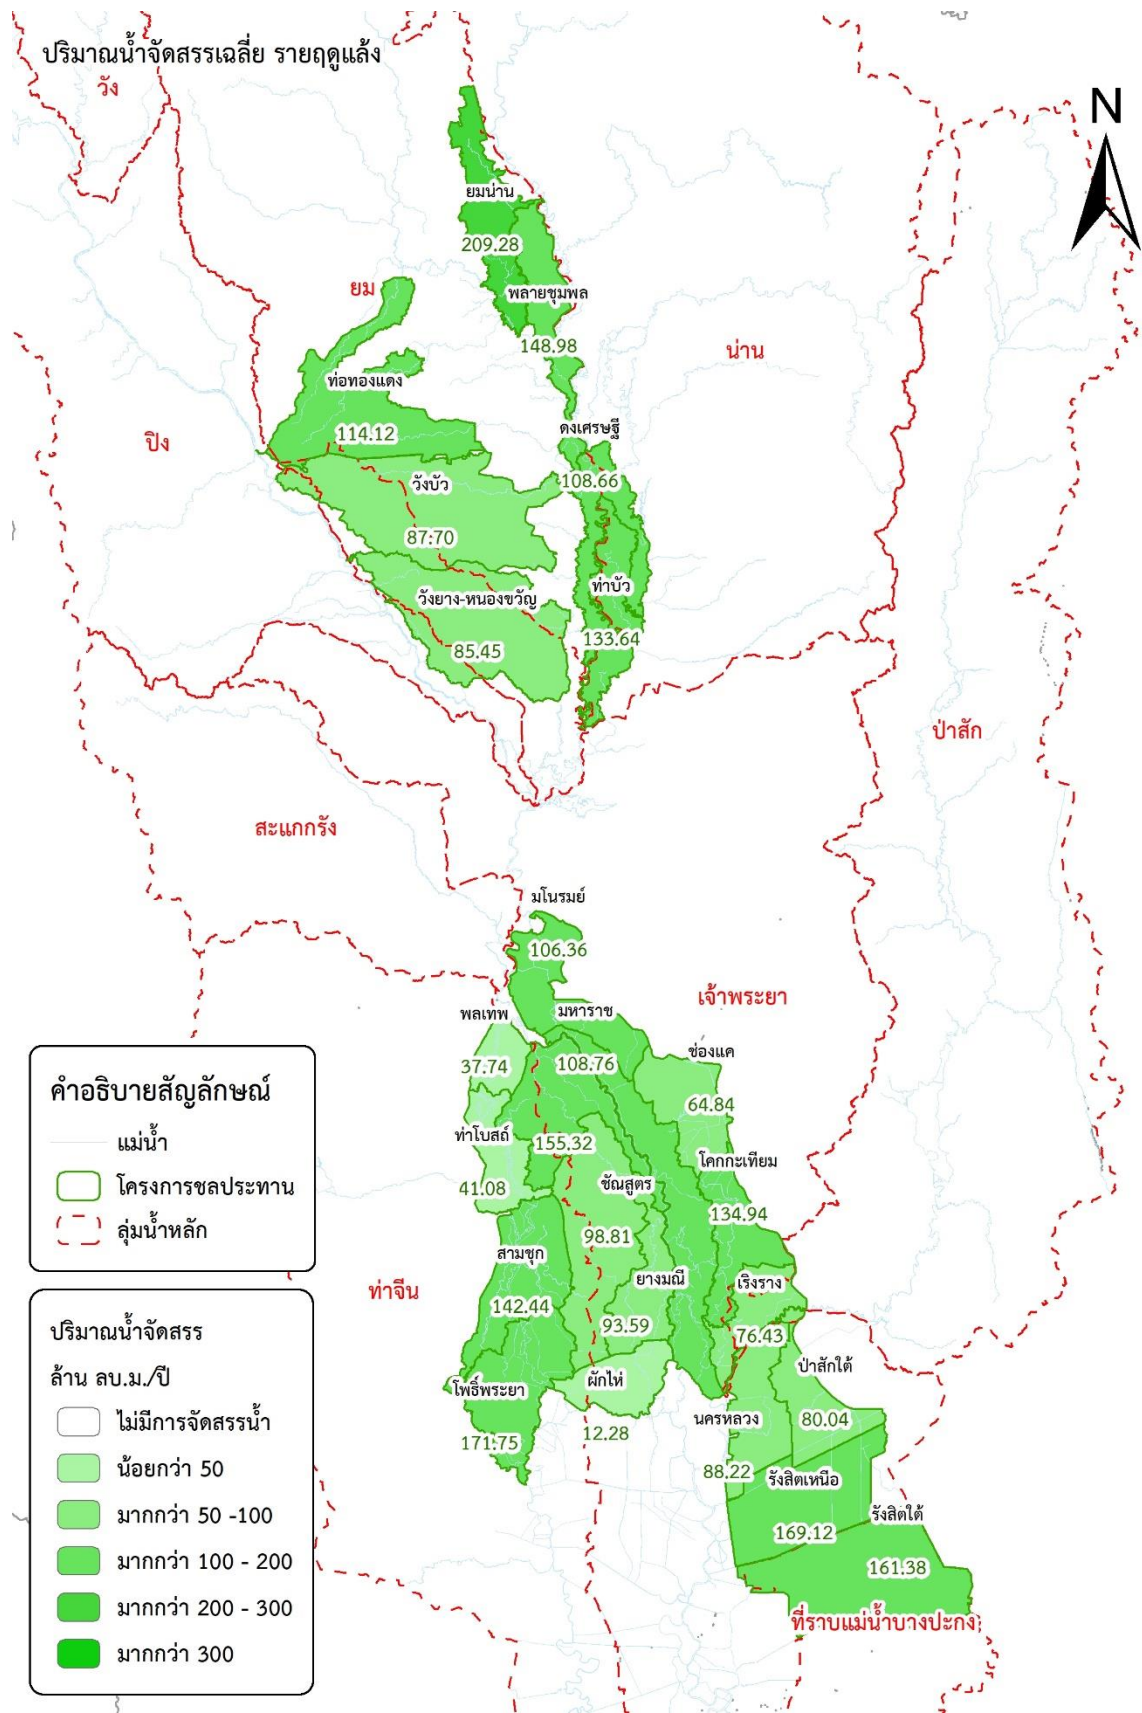 ปริมาณน้ำจัดสรรเฉลี่ย รายฤดูแล้ง
วัง
N
ยมน่าน
209.28
ยม
พลายชุมพล
148.98
น่าน
ท่อทองแดง
114.12
ปิง
ดงเศรษฐี
108.66
วังบัว
87.70
ท่าบัว
วังยาง-หนองขวัญ
133.64
85.45
ป่าสัก
สะแกกรัง
มโนรมย์
106.36
เจ้าพระยา
พลเทพ
มหาราช
ช่องแค
37.74
108.76
64.84
ท่าโบสถ์
155.32
โคกกะเทียม
ชัณสูตร
41.08
134.94
98.81
สามชุก
ยางมณี
เริงราง
ท่าจีน
142.44
93.59
76.43
ป่าสักใต้
ผักไห่
โพธิ์พระยา
นครหลวง
80.04
12.28
171.75
88.22
รังสิตเหนือ
รังสิตใต้
169.12
161.38
ที่ราบแม่น้ำบางปะกง
คำอธิบายสัญลักษณ์
แม่น้ำ
โครงการชลประทาน
ลุ่มน้ำหลัก
ปริมาณน้ำจัดสรร
ล้าน ลบ.ม./ปี
ไม่มีการจัดสรรน้ำ
น้อยกว่า 50
มากกว่า 50 -100
มากกว่า 100 - 200
มากกว่า 200 - 300
มากกว่า 300